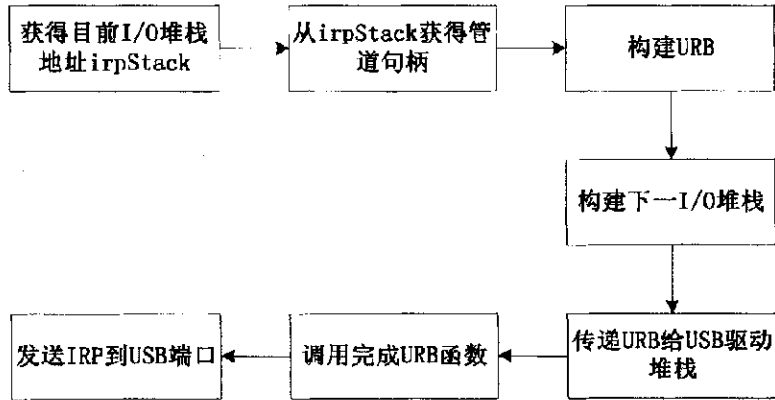 获得目前I/O堆栈
地址irpStack
从irpStack获得管
道句柄
构建URB
构建下一I/O堆栈
传递URB给USB驱动
堆栈
调用完成URB函数
发送IRP到USB端口